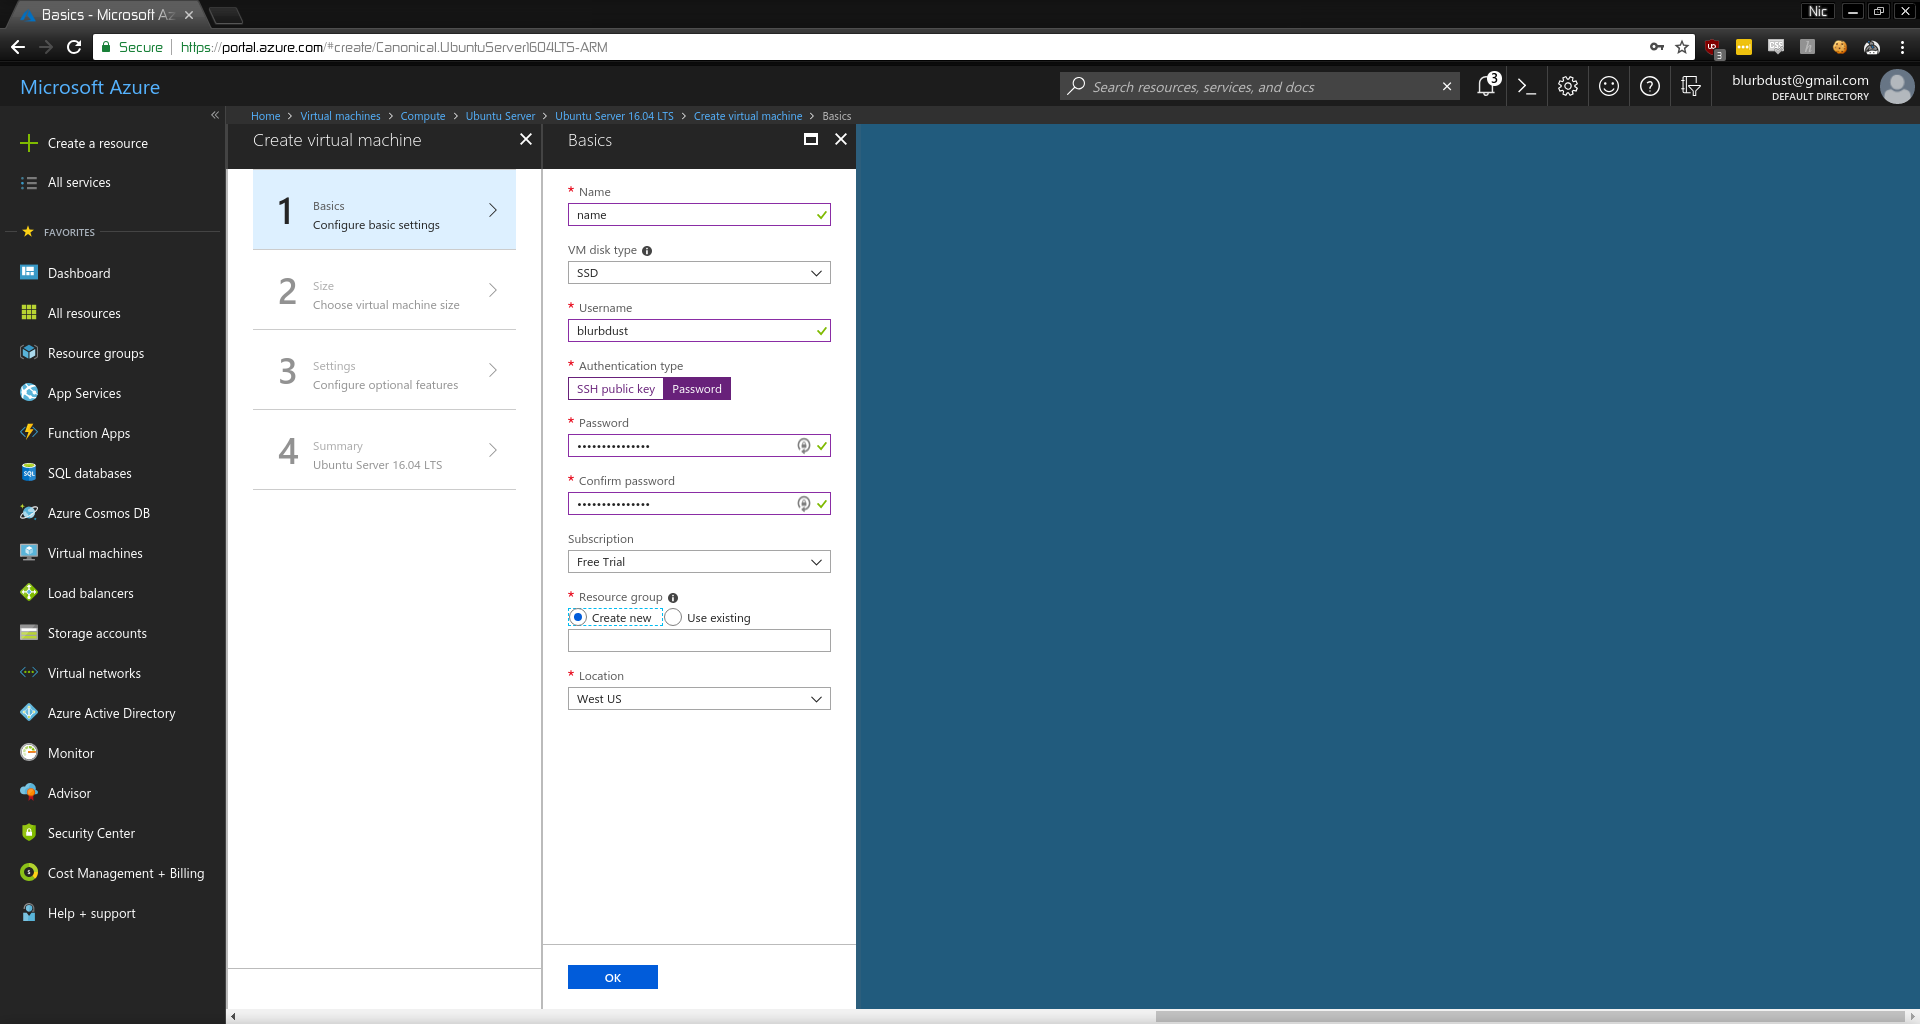 Basics - Microsoft Az
Nic
Secure
https://portal.azure.com/#create/Canonical.UbuntuServer1604LTS-ARM
3
CSS
h
Microsoft Azure
Search resources, services, and docs
3
blurbdust@gmail.com
DEFAULT DIRECTORY
Home > Virtual machines > Compute > Ubuntu Server > Ubuntu Server 16.04 LTS > Create virtual machine > Basics
Create a resource
All services
FAVORITES
Dashboard
All resources
Resource groups
App Services
Function Apps
SQL databases
Azure Cosmos DB
Virtual machines
Load balancers
Storage accounts
Virtual networks
Azure Active Directory
Monitor
Advisor
Security Center
Cost Management + Billing
Help + support
Create virtual machine
1
Basics
Configure basic settings
2
Size
Choose virtual machine size
3
Settings
Configure optional features
4
Summary
Ubuntu Server 16.04 LTS
Basics
* Name
name
VM disk type
SSD
* Username
blurbdust
* Authentication type
SSH public key Password
* Password
•••••••••••••••
* Confirm password
•••••••••••••••
Subscription
Free Trial
* Resource group
Create new Use existing
* Location
West US
OK